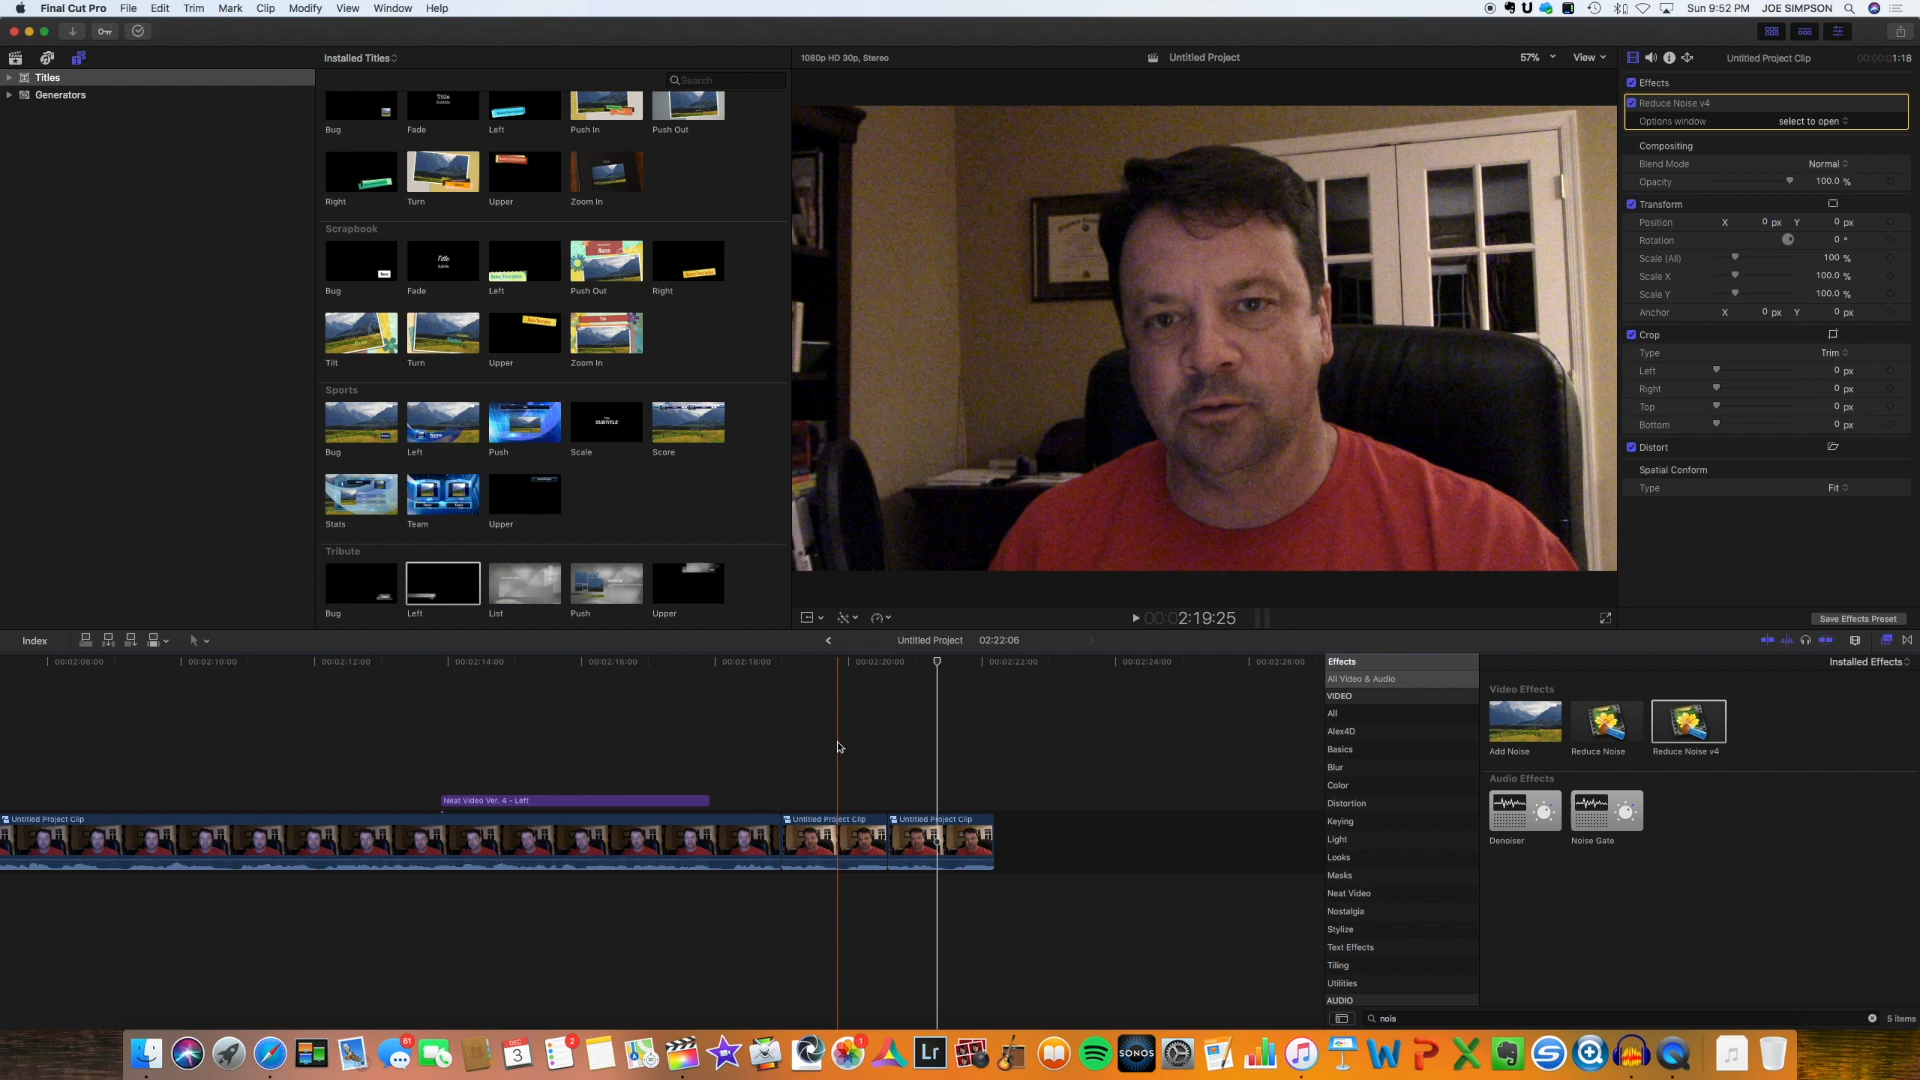 Final Cut Pro File Edit Trim Mark Clip Modify View Window Help
Sun 9:52 PM JOE SIMPSON
Installed Titles
1080p HD 30p, Stereo
Untitled Project
57% View
Untitled Project Clip
1:18
Titles
Generators
Search
Bug Fade Left Push In Push Out
Right Turn Upper Zoom In
Scrapbook
Bug Fade Left Push Out Right
Tilt Turn Upper Zoom In
Sports
Bug Left Push Scale Score
Stats Team Upper
Tribute
Bug Left List Push Upper
Effects
Reduce Noise v4
Options window select to open
Compositing
Blend Mode Normal
Opacity 100.0 %
Transform
Position X 0 px Y 0 px
Rotation 0 °
Scale (All) 100 %
Scale X 100.0 %
Scale Y 100.0 %
Anchor X 0 px Y 0 px
Crop
Type Trim
Left 0 px
Right 0 px
Top 0 px
Bottom 0 px
Distort
Spatial Conform
Type Fit
00:02:19:25
Save Effects Preset
Index
Untitled Project 02:22:06
00:02:08:00 00:02:10:00 00:02:12:00 00:02:14:00 00:02:16:00 00:02:18:00 00:02:20:00 00:02:22:00 00:02:24:00 00:02:26:00
Neat Video Ver. 4 - Left
Untitled Project Clip Untitled Project Clip Untitled Project Clip
Effects
Installed Effects
All Video & Audio
VIDEO
All
Alex4D
Basics
Blur
Color
Distortion
Keying
Light
Looks
Masks
Neat Video
Nostalgia
Stylize
Text Effects
Tiling
Utilities
AUDIO
Video Effects
Add Noise Reduce Noise Reduce Noise v4
Audio Effects
Denoiser Noise Gate
nois
5 items
61
DEC
3
2
1
Lr
SONOS